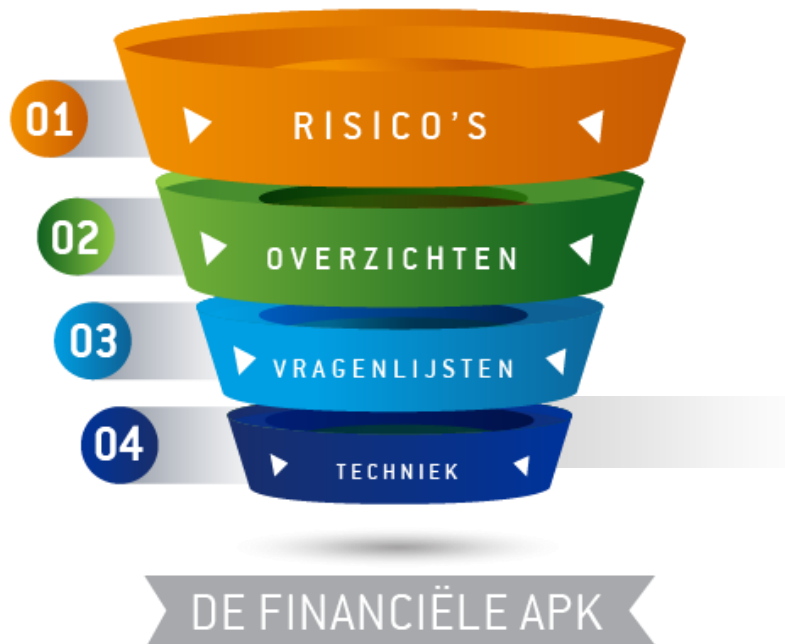 01
RISICO'S
02
OVERZICHTEN
03
VRAGENLIJSTEN
04
TECHNIEK
DE FINANCIËLE APK